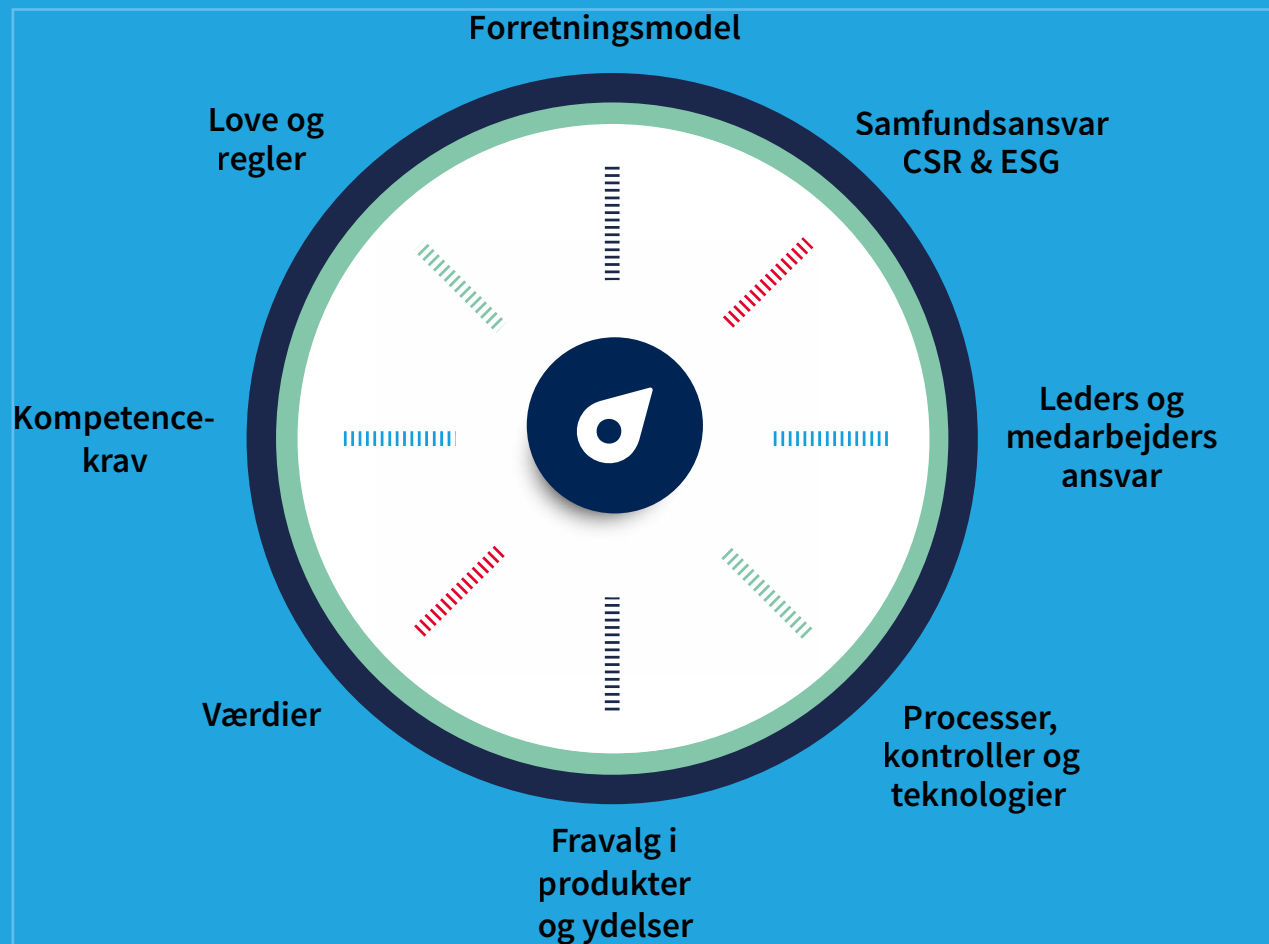 Forretningsmodel
Samfundsansvar
CSR & ESG
Leders og
medarbejders
ansvar
Processer,
kontroller og
teknologier
Fravalg i
produkter
og ydelser
Værdier
Kompetence-
krav
Love og
regler